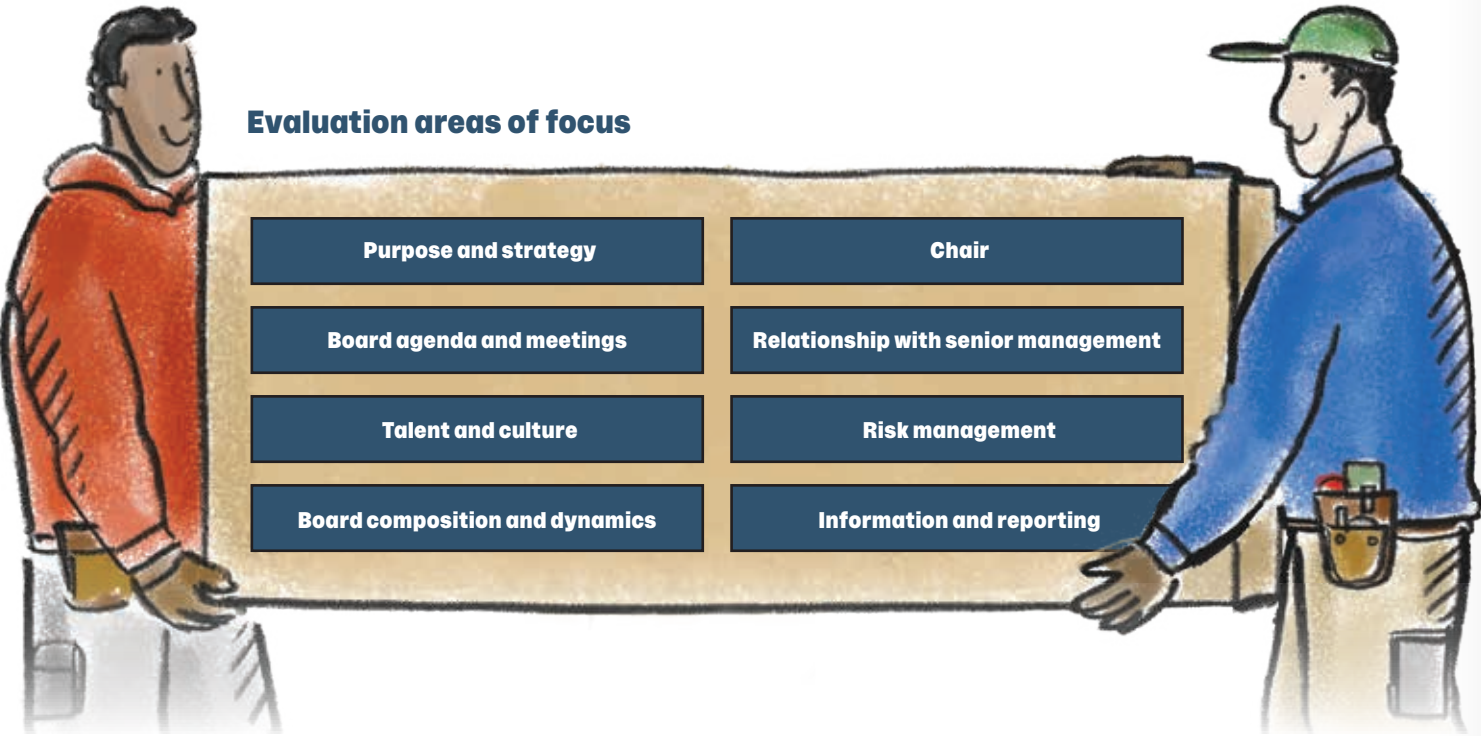 Evaluation areas of focus
Purpose and strategy
Chair
Board agenda and meetings
Relationship with senior management
Talent and culture
Risk management
Board composition and dynamics
Information and reporting